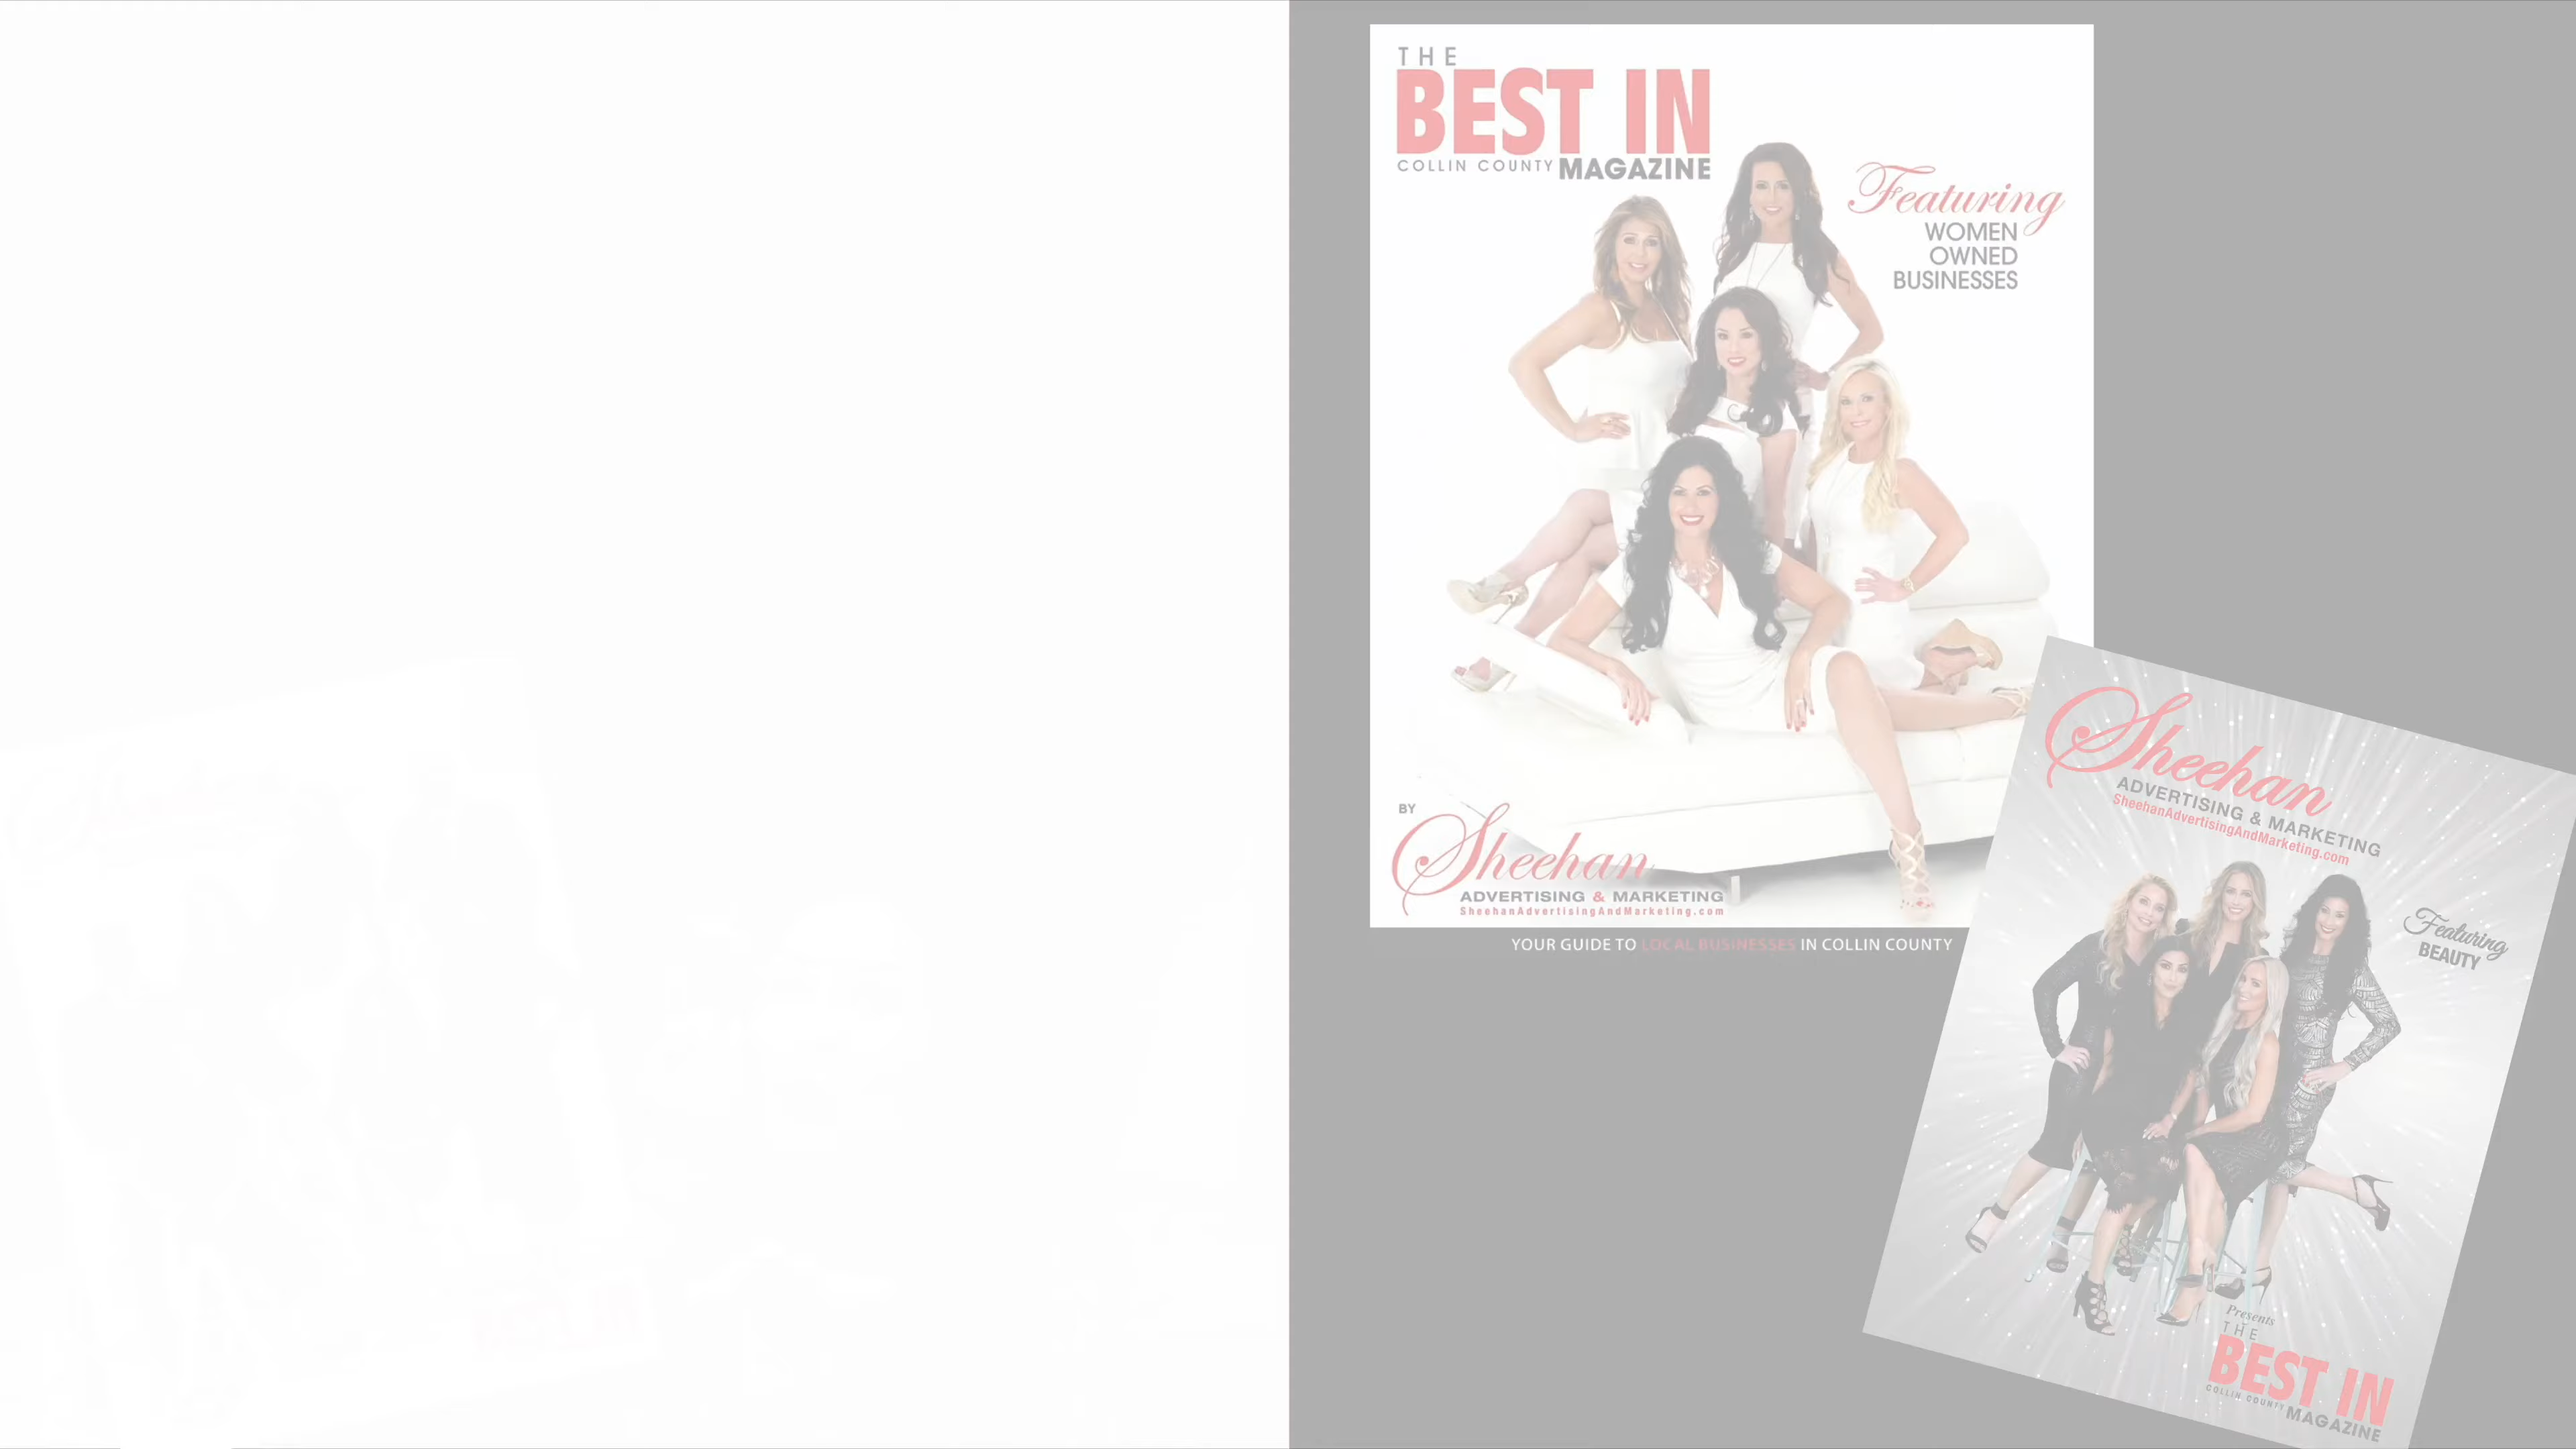 THE
BEST IN
COLLIN COUNTY MAGAZINE
Featuring
WOMEN
OWNED
BUSINESSES
BY
Sheehan
ADVERTISING & MARKETING
SheehanAdvertisingAndMarketing.com
YOUR GUIDE TO LOCAL BUSINESSES IN COLLIN COUNTY
Sheehan
ADVERTISING & MARKETING
SheehanAdvertisingAndMarketing.com
Featuring
BEAUTY
Presents
THE
BEST IN
COLLIN COUNTY MAGAZINE